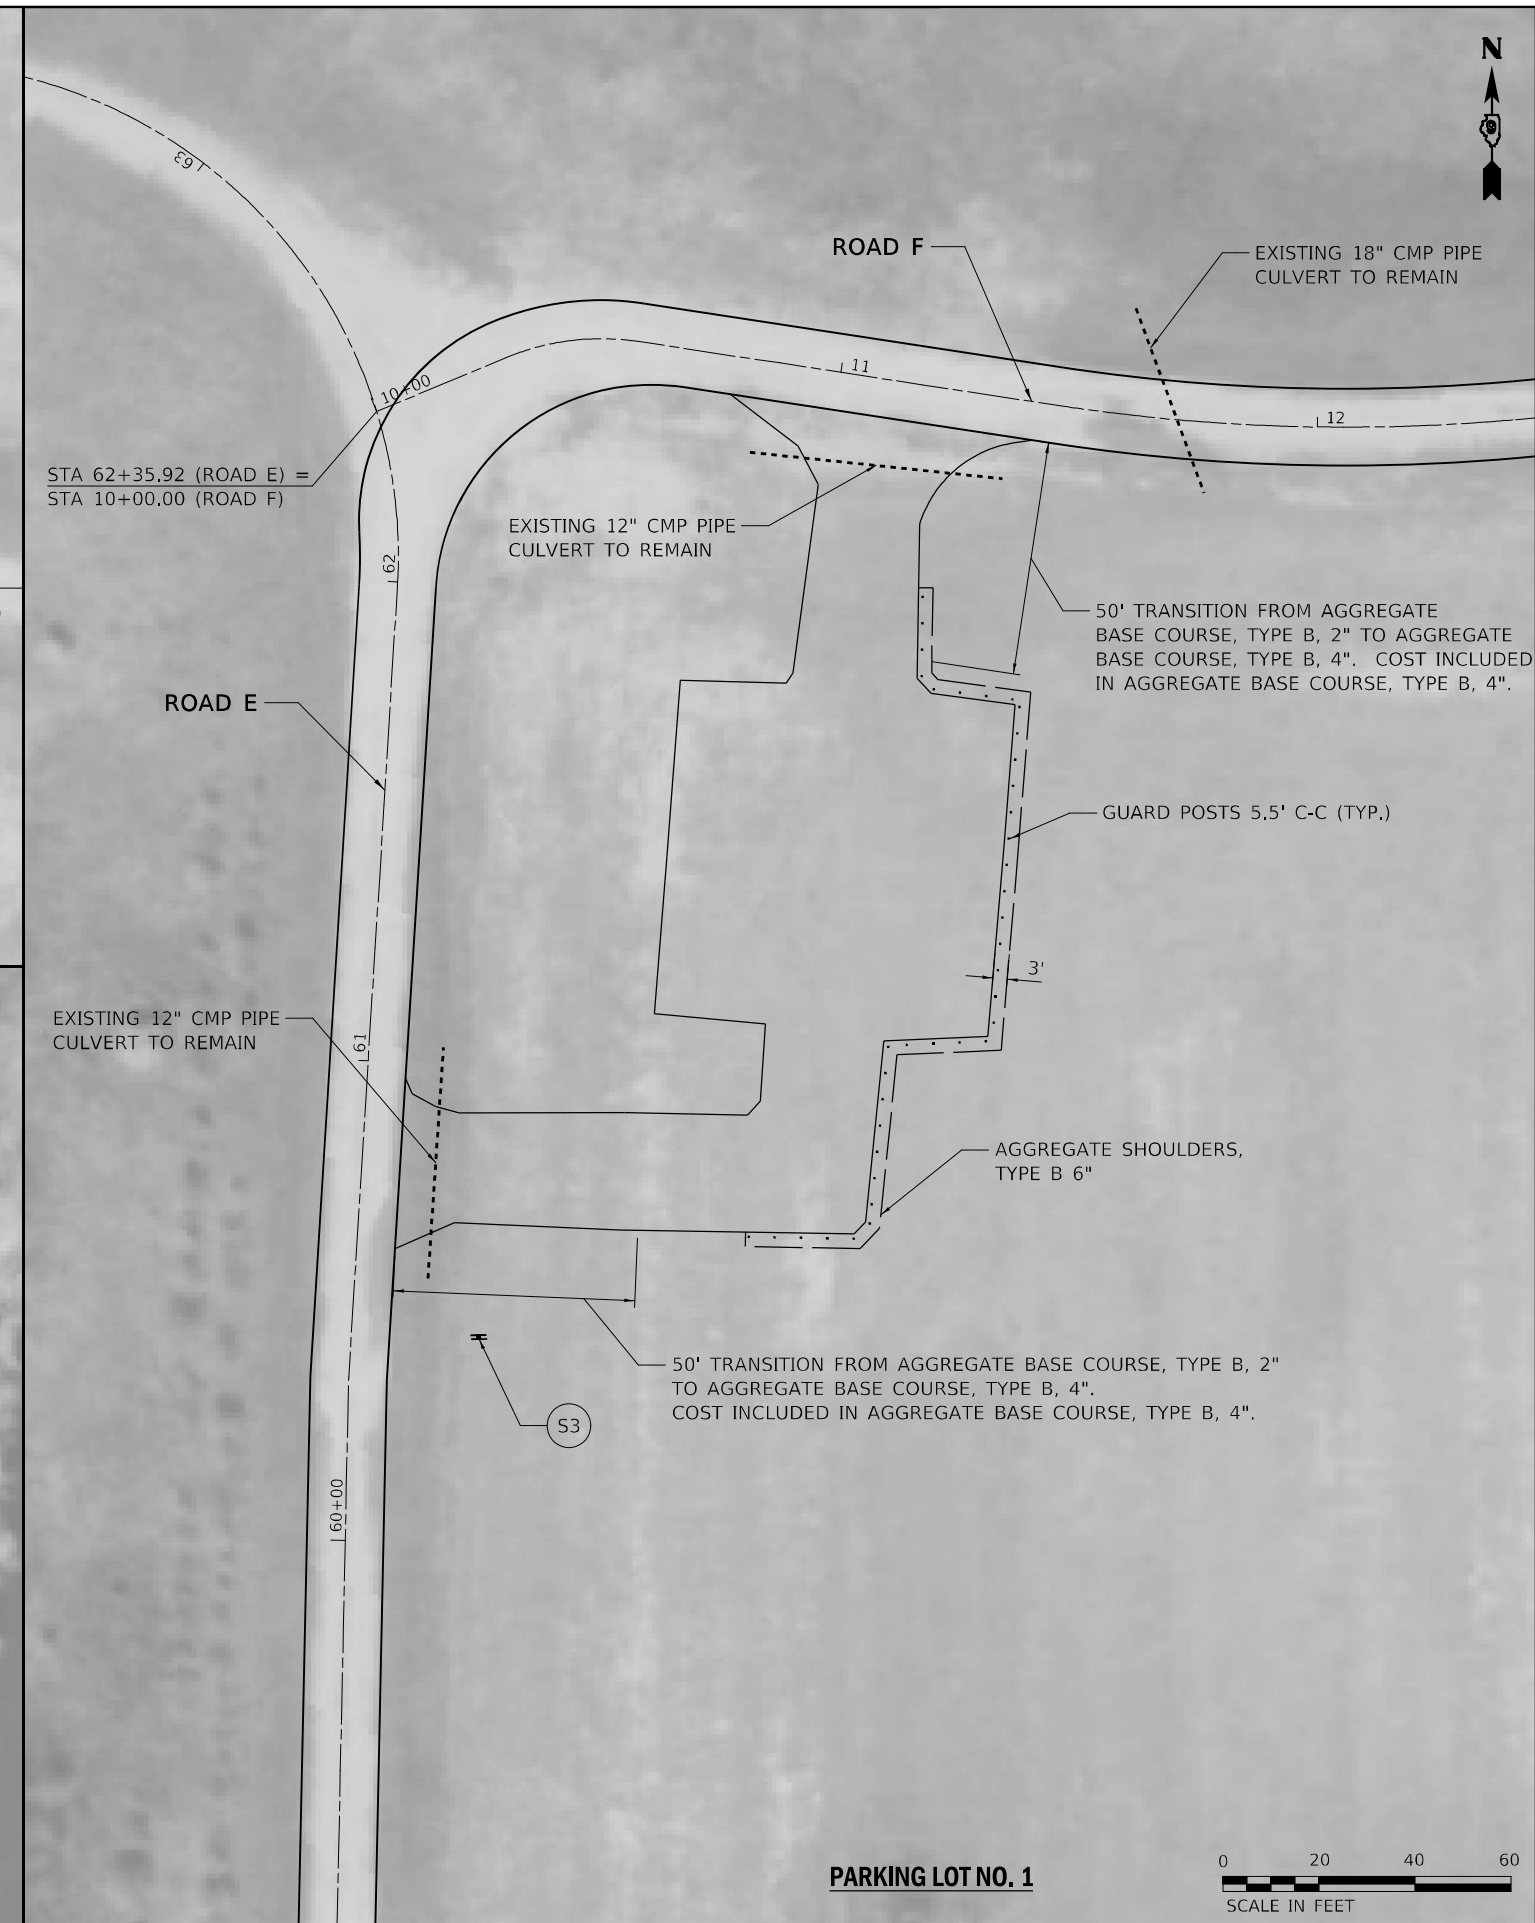 N
63
ROAD F
EXISTING 18" CMP PIPE
CULVERT TO REMAIN
11
10+00
12
STA 62+35.92 (ROAD E) =
STA 10+00.00 (ROAD F)
EXISTING 12" CMP PIPE
CULVERT TO REMAIN
62
50' TRANSITION FROM AGGREGATE
BASE COURSE, TYPE B, 2" TO AGGREGATE
BASE COURSE, TYPE B, 4". COST INCLUDED
IN AGGREGATE BASE COURSE, TYPE B, 4".
ROAD E
GUARD POSTS 5.5' C-C (TYP.)
3'
EXISTING 12" CMP PIPE
CULVERT TO REMAIN
61
AGGREGATE SHOULDERS,
TYPE B 6"
50' TRANSITION FROM AGGREGATE BASE COURSE, TYPE B, 2"
TO AGGREGATE BASE COURSE, TYPE B, 4".
COST INCLUDED IN AGGREGATE BASE COURSE, TYPE B, 4".
S3
60+00
PARKING LOT NO. 1
0 20 40 60
SCALE IN FEET